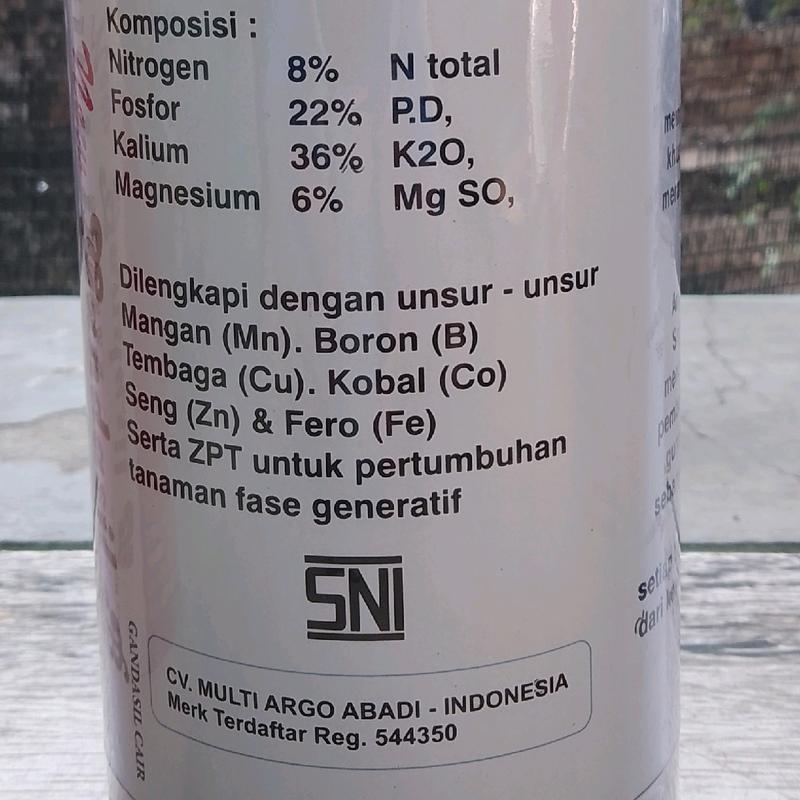 Komposisi :
Nitrogen 8% N total
Fosfor 22% P.D,
Kalium 36% K2O,
Magnesium 6% Mg SO,
Dilengkapi dengan unsur - unsur
Mangan (Mn). Boron (B)
Tembaga (Cu). Kobal (Co)
Seng (Zn) & Fero (Fe)
Serta ZPT untuk pertumbuhan
tanaman fase generatif
SNI
CV. MULTI ARGO ABADI - INDONESIA
Merk Terdaftar Reg. 544350
GANDASIL CAIR
dari